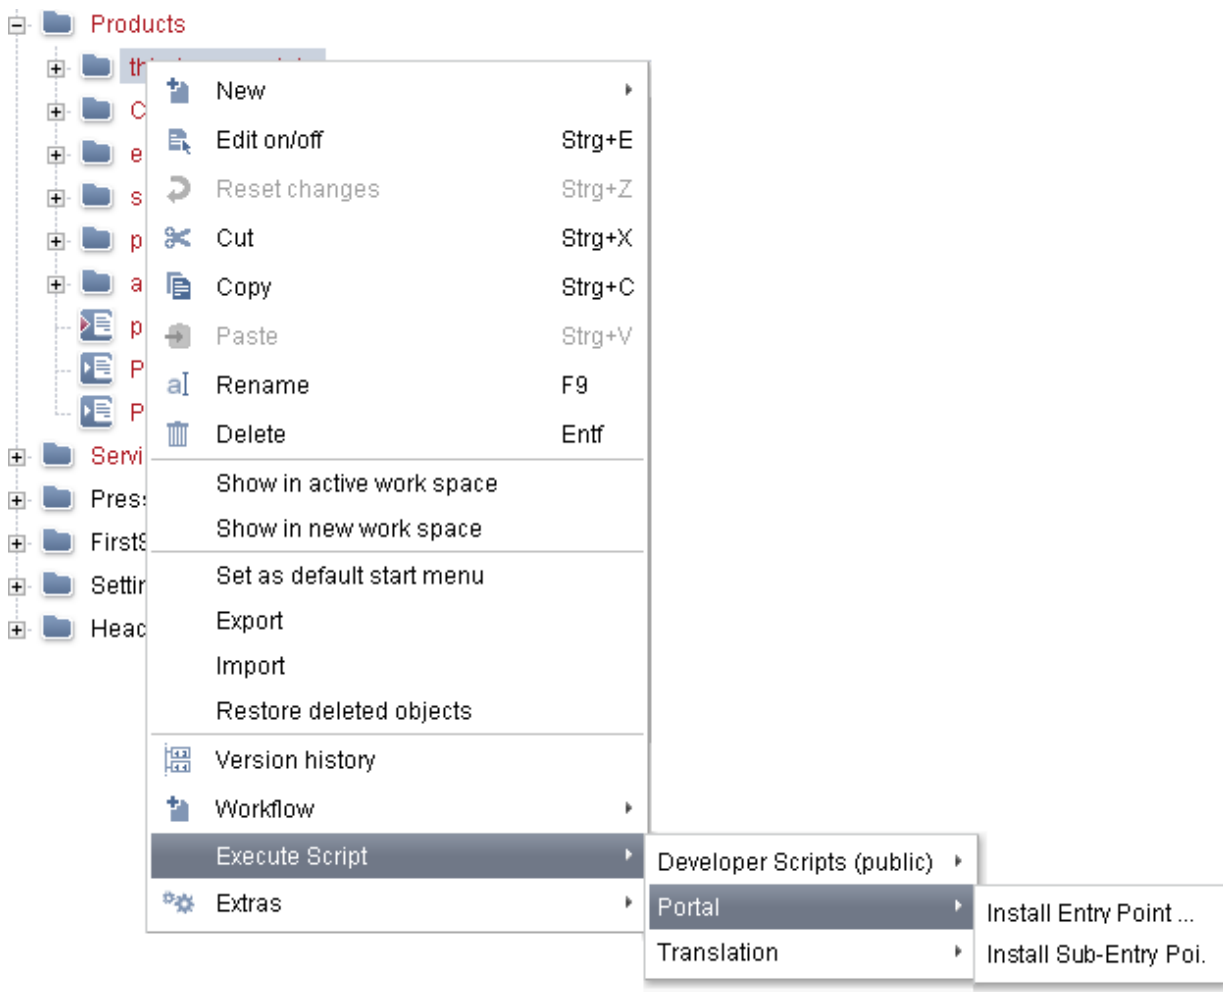 Products
New
Edit on/off Strg+E
Reset changes Strg+Z
Cut Strg+X
Copy Strg+C
Paste Strg+V
Rename F9
Delete Entf
Show in active work space
Show in new work space
Set as default start menu
Export
Import
Restore deleted objects
Version history
Workflow
Execute Script
Extras
Developer Scripts (public)
Portal
Translation
Install Entry Point ...
Install Sub-Entry Poi.